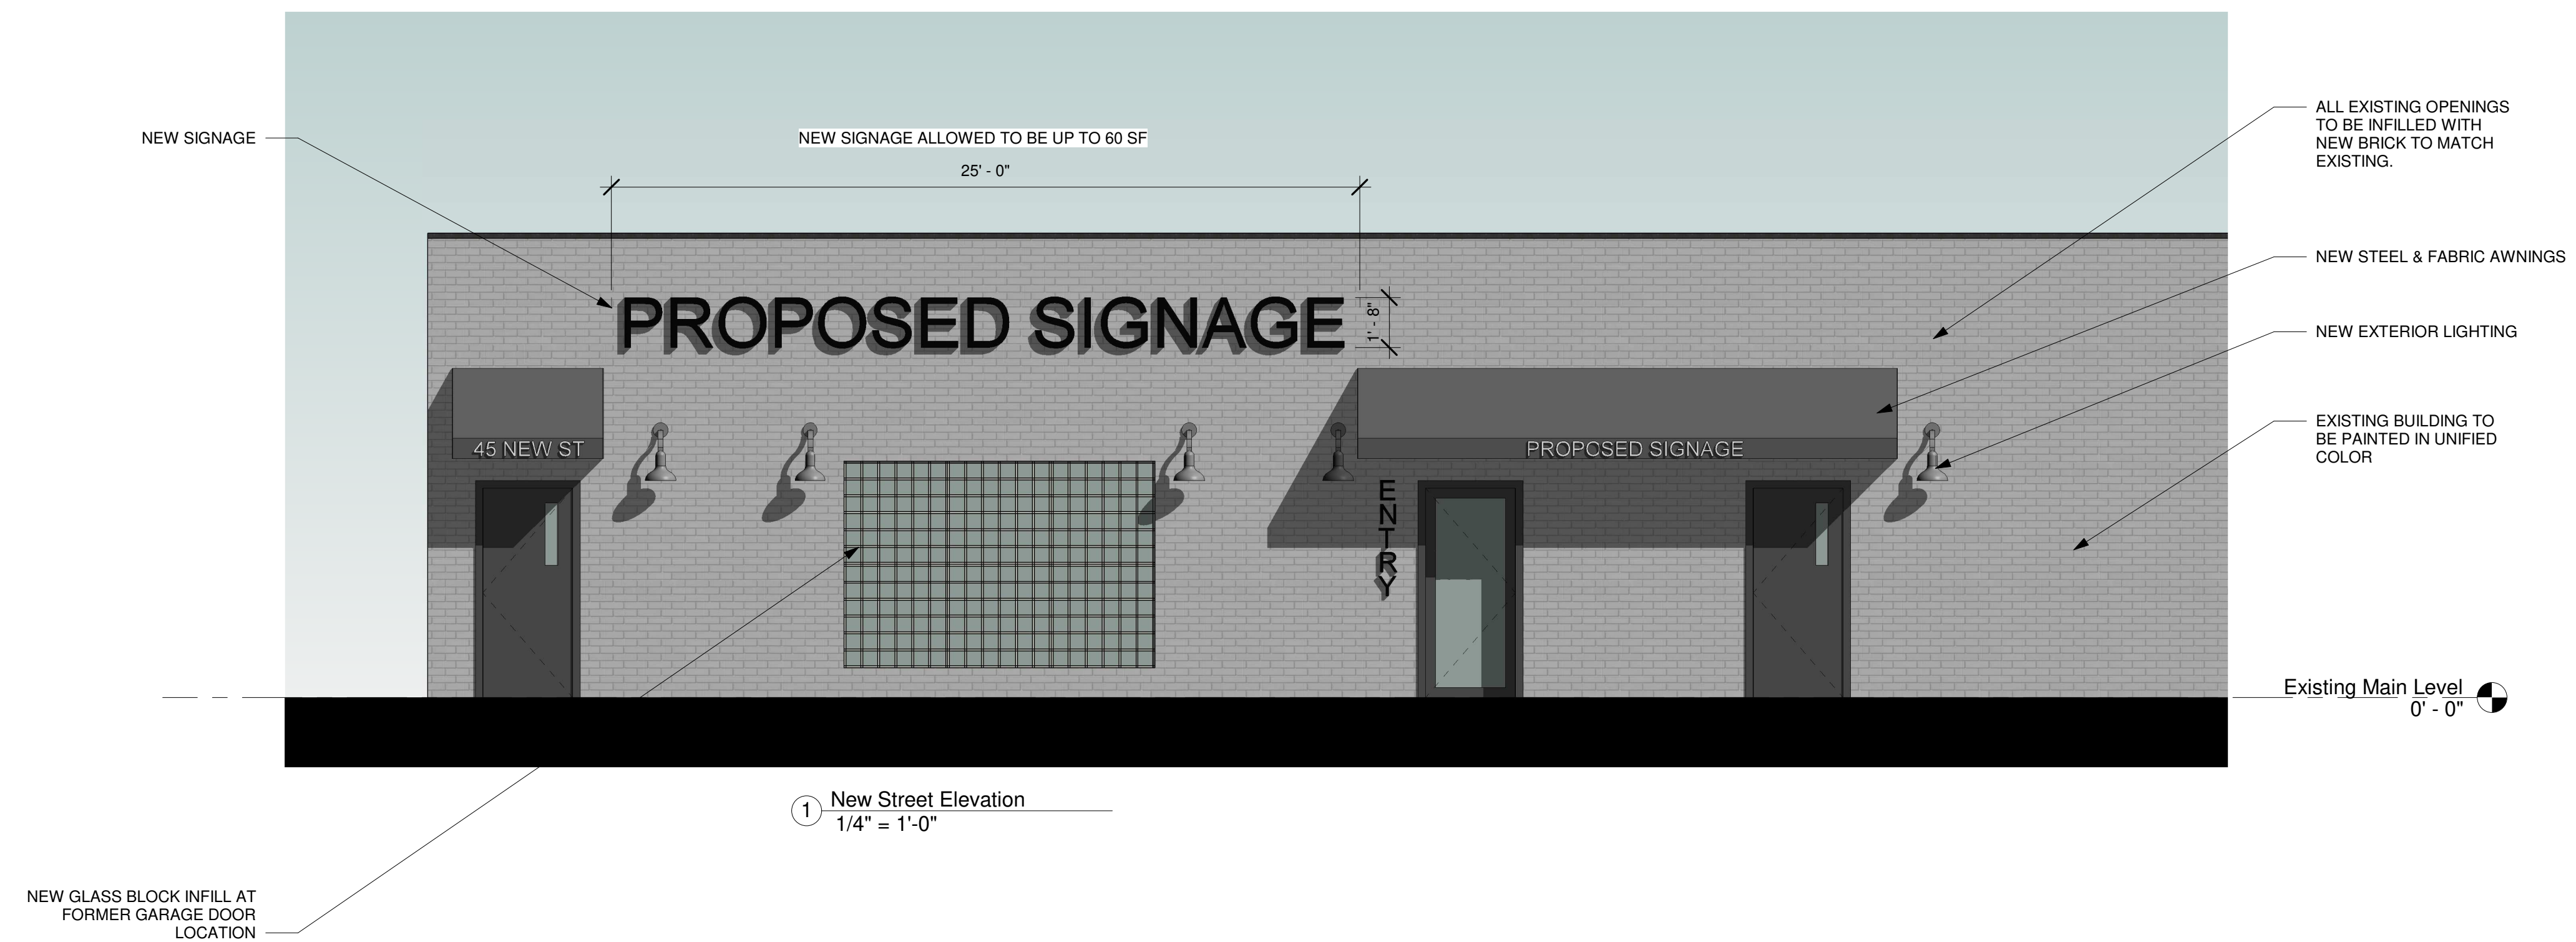 NEW SIGNAGE
NEW SIGNAGE ALLOWED TO BE UP TO 60 SF
25' - 0"
ALL EXISTING OPENINGS
TO BE INFILLED WITH
NEW BRICK TO MATCH
EXISTING.
NEW STEEL & FABRIC AWNINGS
NEW EXTERIOR LIGHTING
EXISTING BUILDING TO
BE PAINTED IN UNIFIED
COLOR
PROPOSED SIGNAGE
1' - 8"
45 NEW ST
PROPOSED SIGNAGE
ENTRY
Existing Main Level
0' - 0"
1
New Street Elevation
1/4" = 1'-0"
NEW GLASS BLOCK INFILL AT
FORMER GARAGE DOOR
LOCATION